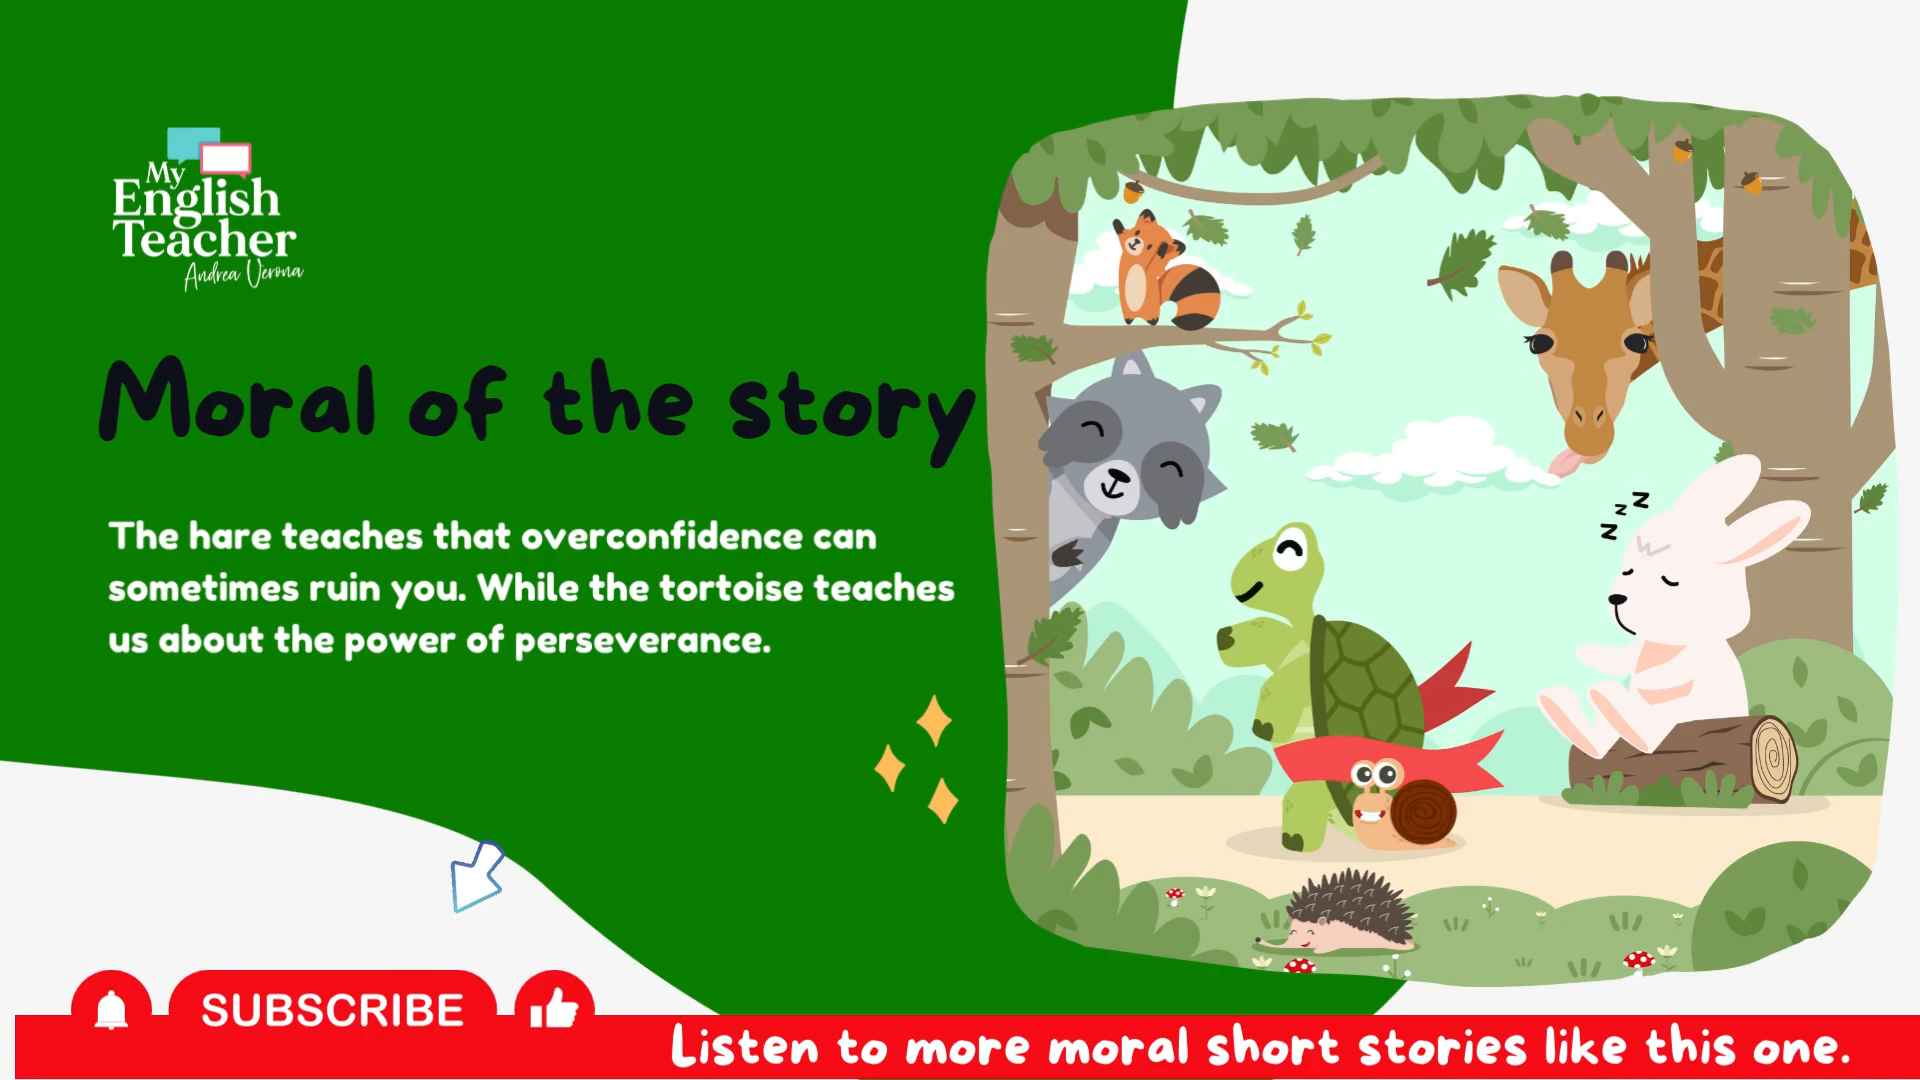 My
English
Teacher
Andrea Verona
Moral of the story
The hare teaches that overconfidence can
sometimes ruin you. While the tortoise teaches
us about the power of perseverance.
z z z
SUBSCRIBE
Listen to more moral short stories like this one.